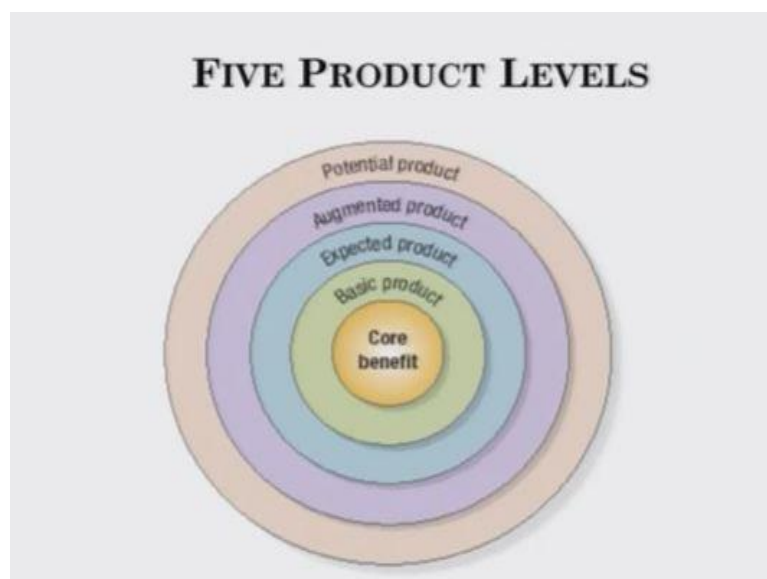 FIVE PRODUCT LEVELS
Potential product
Augmented product
Expected product
Basic product
Core
benefit